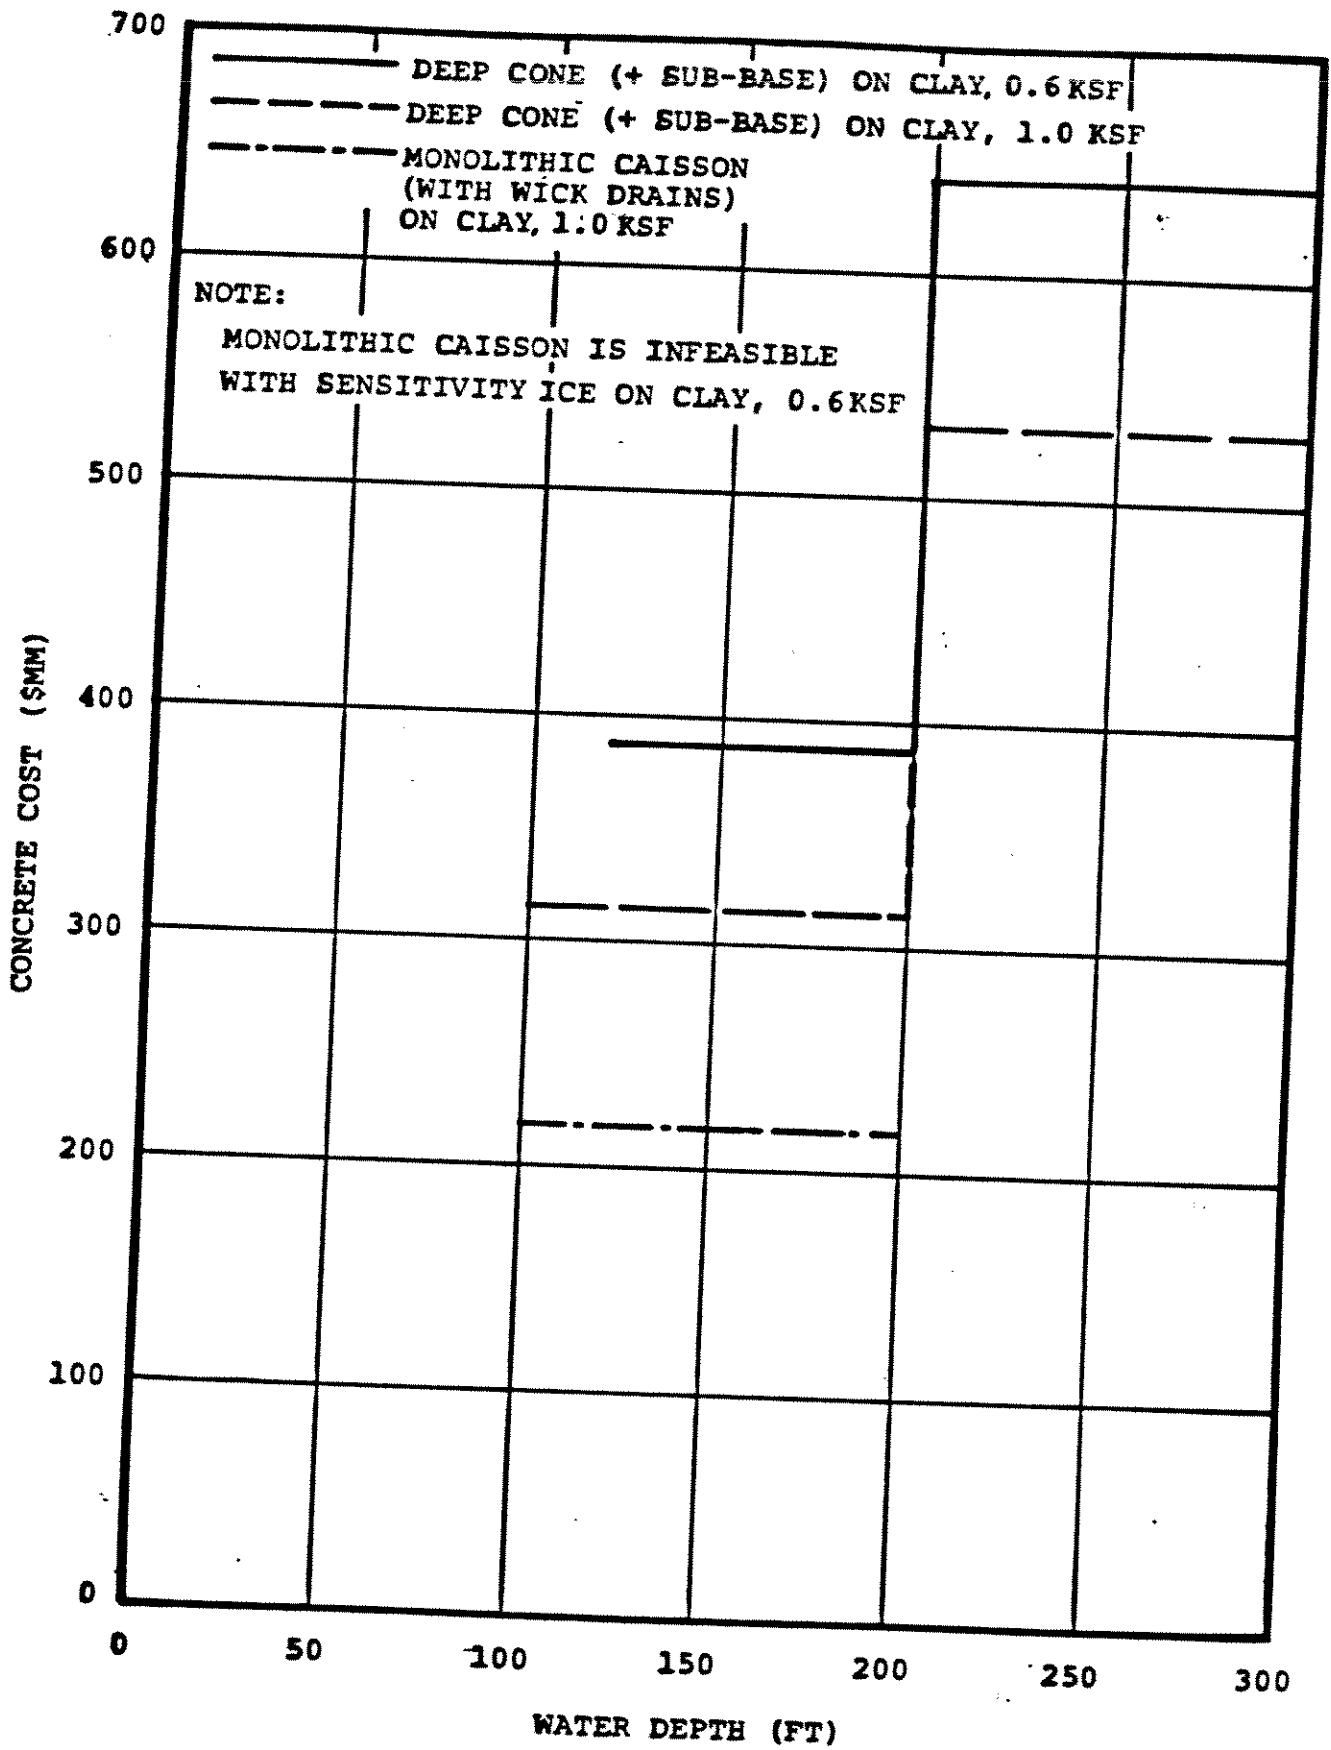 700
DEEP CONE (+ SUB-BASE) ON CLAY, 0.6 KSF
DEEP CONE (+ SUB-BASE) ON CLAY, 1.0 KSF
MONOLITHIC CAISSON
(WITH WICK DRAINS)
ON CLAY, 1.0 KSF
600
NOTE:
MONOLITHIC CAISSON IS INFEASIBLE
WITH SENSITIVITY ICE ON CLAY, 0.6 KSF
500
400
300
200
100
0
CONCRETE COST ($MM)
0 50 100 150 200 250 300
WATER DEPTH (FT)